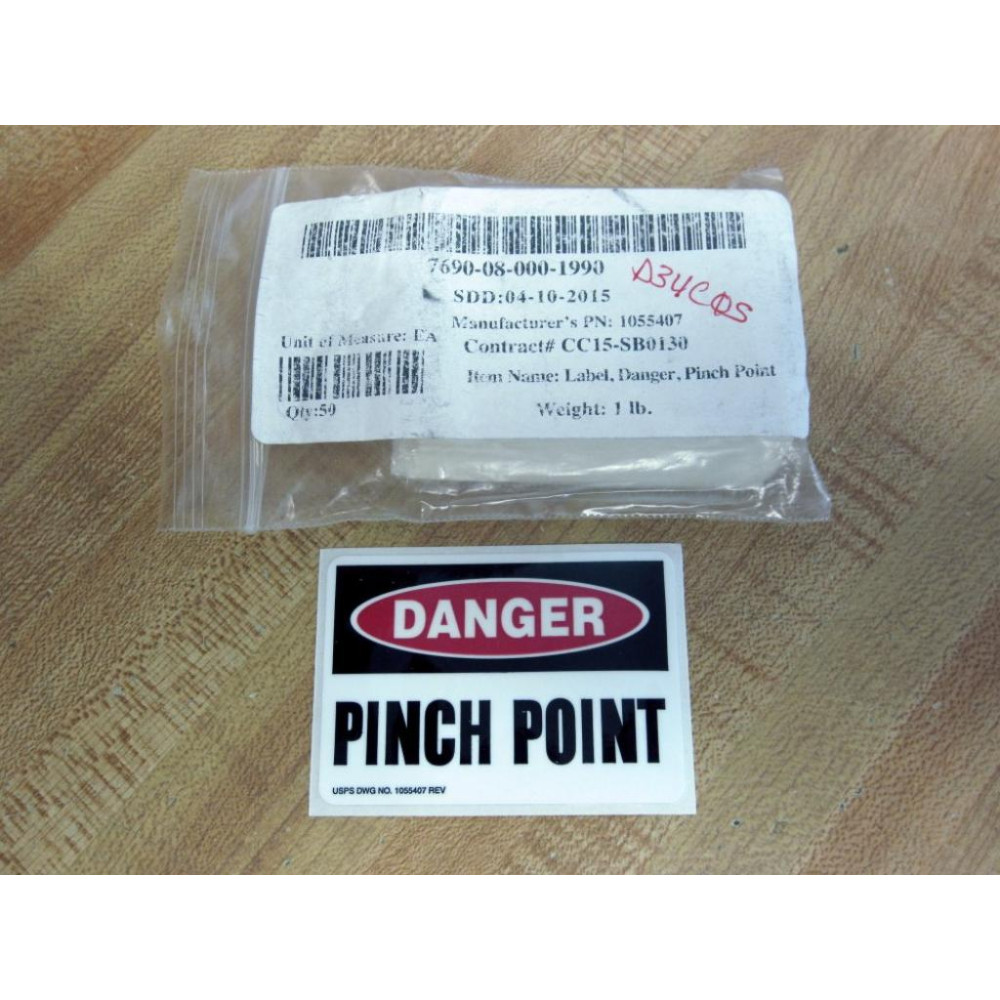 7690-08-000-1990
SDD:04-10-2015
A34C0S
Manufacturer's PN: 1055407
Unit of Measure: EA
Contract# CC15-SB0130
Item Name: Label, Danger, Pinch Point
Qty:50
Weight: 1 lb.
DANGER
PINCH POINT
USPS DWG NO. 1055407 REV